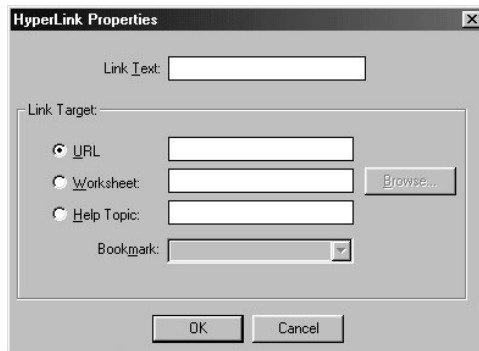 HyperLink Properties
Link Text:
Link Target:
URL
Worksheet: Browse...
Help Topic:
Bookmark:
OK Cancel